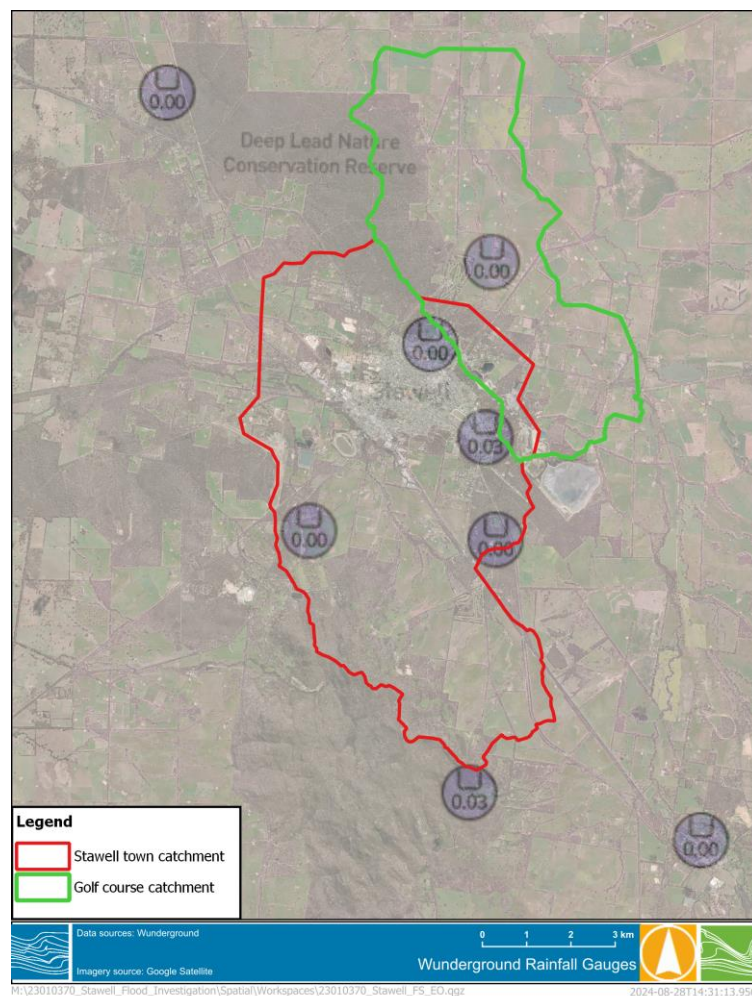 0.00
Deep Lead Nature
Conservation Reserve
0.00
0.00
Stawell
0.03
0.00
0.00
0.03
0.00
Legend
Stawell town catchment
Golf course catchment
Data sources: Wunderground
Imagery source: Google Satellite
0 1 2 3 km
Wunderground Rainfall Gauges
M:\23010370_Stawell_Flood_Investigation\Spatial\Workspaces\23010370_Stawell_FS_EO.qgz
2024-08-28T14:31:13.950